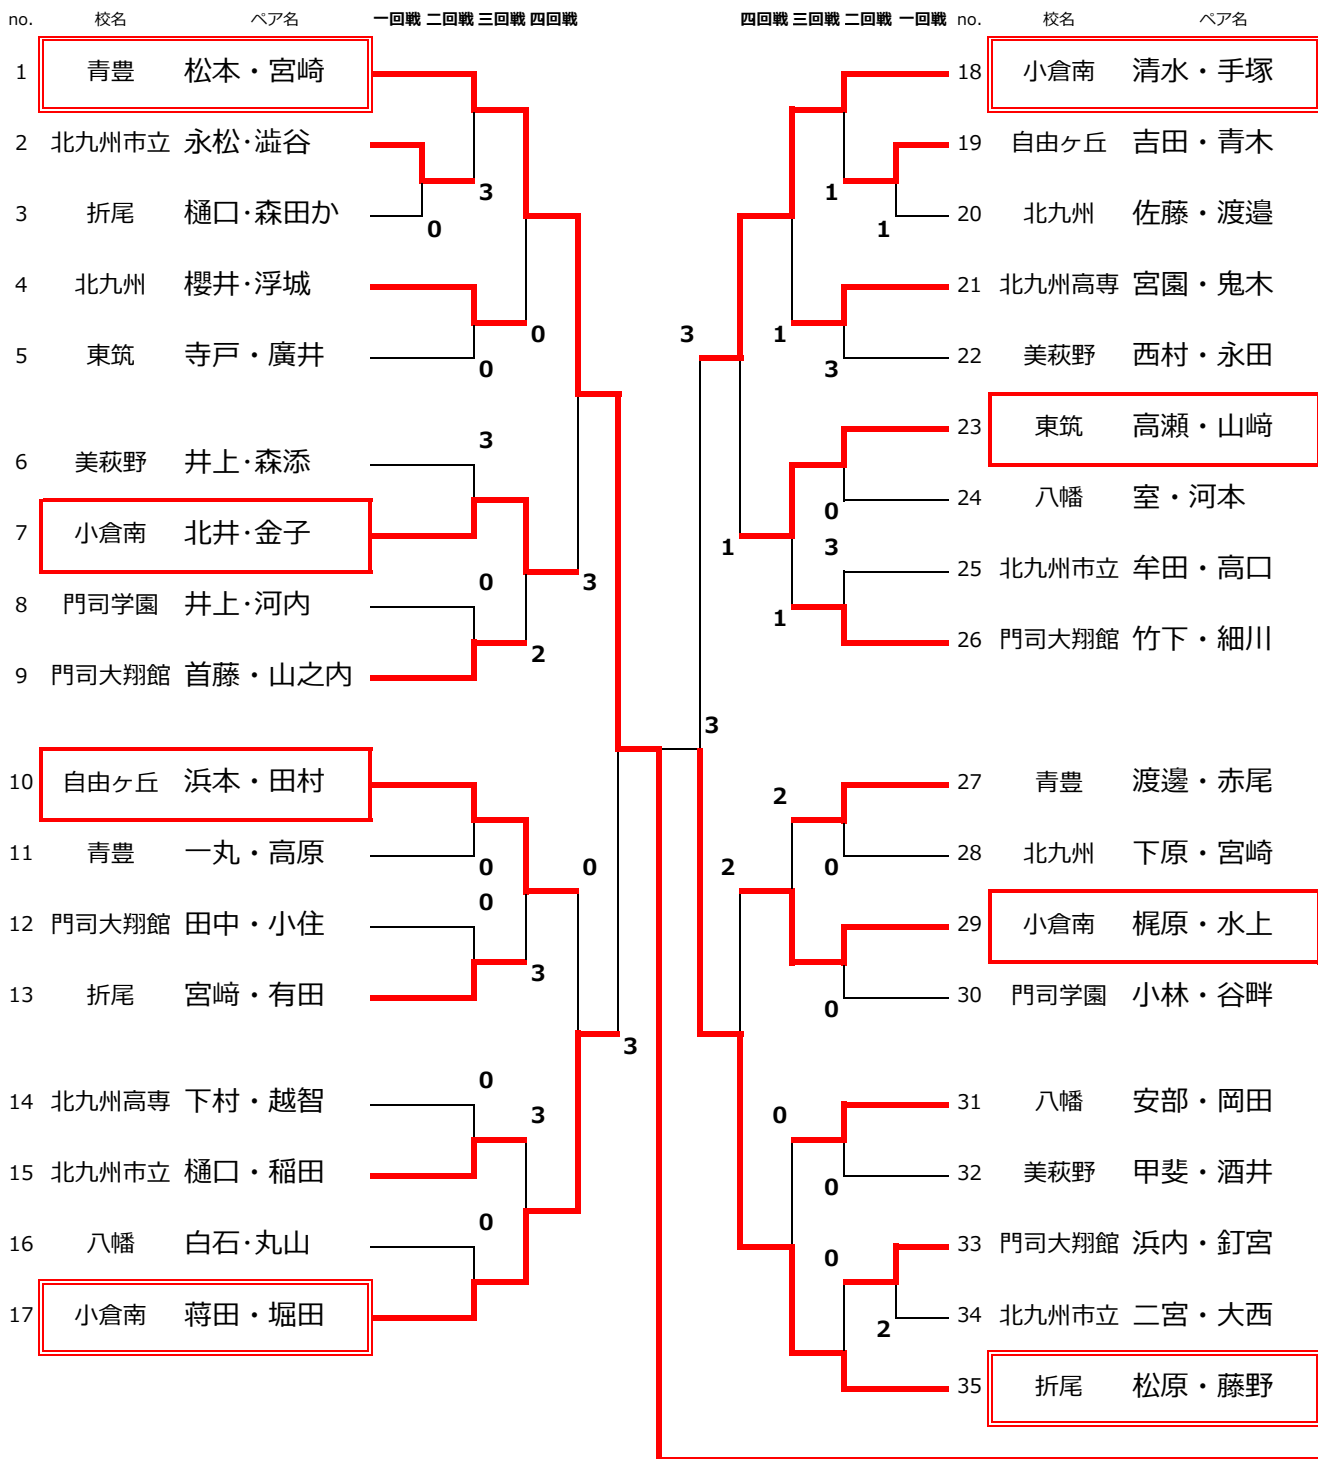 no. 校名 ペア名 一回戦 二回戦 三回戦 四回戦
1 青豊 松本・宮崎
2 北九州市立 永松・澁谷
3
3 折尾 樋口・森田か
0
4 北九州 櫻井・浮城
0
5 東筑 寺戸・廣井
0
3
6 美萩野 井上・森添
7 小倉南 北井・金子
0
3
8 門司学園 井上・河内
2
9 門司大翔館 首藤・山之内
10 自由ヶ丘 浜本・田村
11 青豊 一丸・高原
0
0
0
12 門司大翔館 田中・小住
3
13 折尾 宮﨑・有田
3
0
14 北九州高専 下村・越智
3
15 北九州市立 樋口・稲田
0
16 八幡 白石・丸山
17 小倉南 蒋田・堀田
四回戦 三回戦 二回戦 一回戦 no. 校名 ペア名
18 小倉南 清水・手塚
19 自由ヶ丘 吉田・青木
1
20 北九州 佐藤・渡邉
1
21 北九州高専 宮園・鬼木
3
1
22 美萩野 西村・永田
3
23 東筑 高瀬・山﨑
24 八幡 室・河本
0
1
3
25 北九州市立 牟田・高口
1
26 門司大翔館 竹下・細川
3
27 青豊 渡邊・赤尾
2
28 北九州 下原・宮崎
2
0
29 小倉南 梶原・水上
30 門司学園 小林・谷畔
0
31 八幡 安部・岡田
0
32 美萩野 甲斐・酒井
0
33 門司大翔館 浜内・釘宮
0
34 北九州市立 二宮・大西
2
35 折尾 松原・藤野